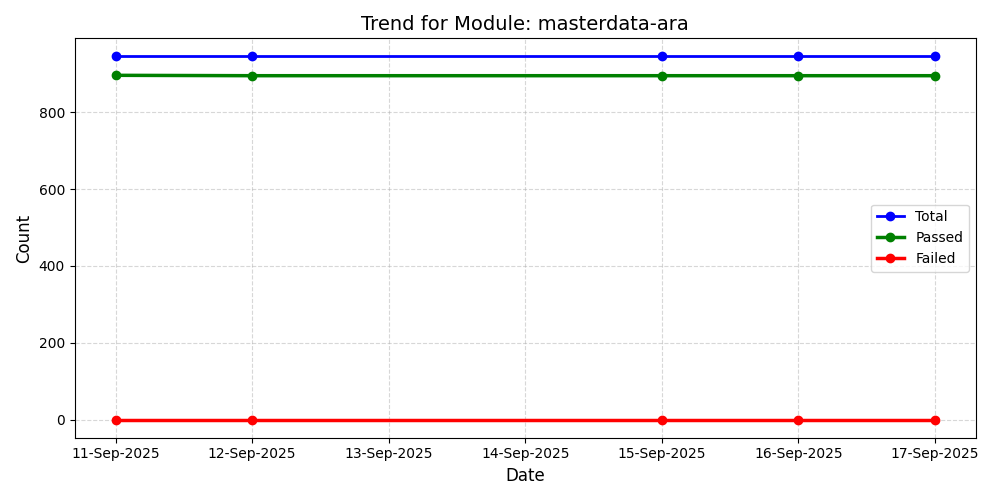 Trend for Module: masterdata-ara
Count
800
600
400
200
0
Total
Passed
Failed
11-Sep-2025 12-Sep-2025 13-Sep-2025 14-Sep-2025 15-Sep-2025 16-Sep-2025 17-Sep-2025
Date